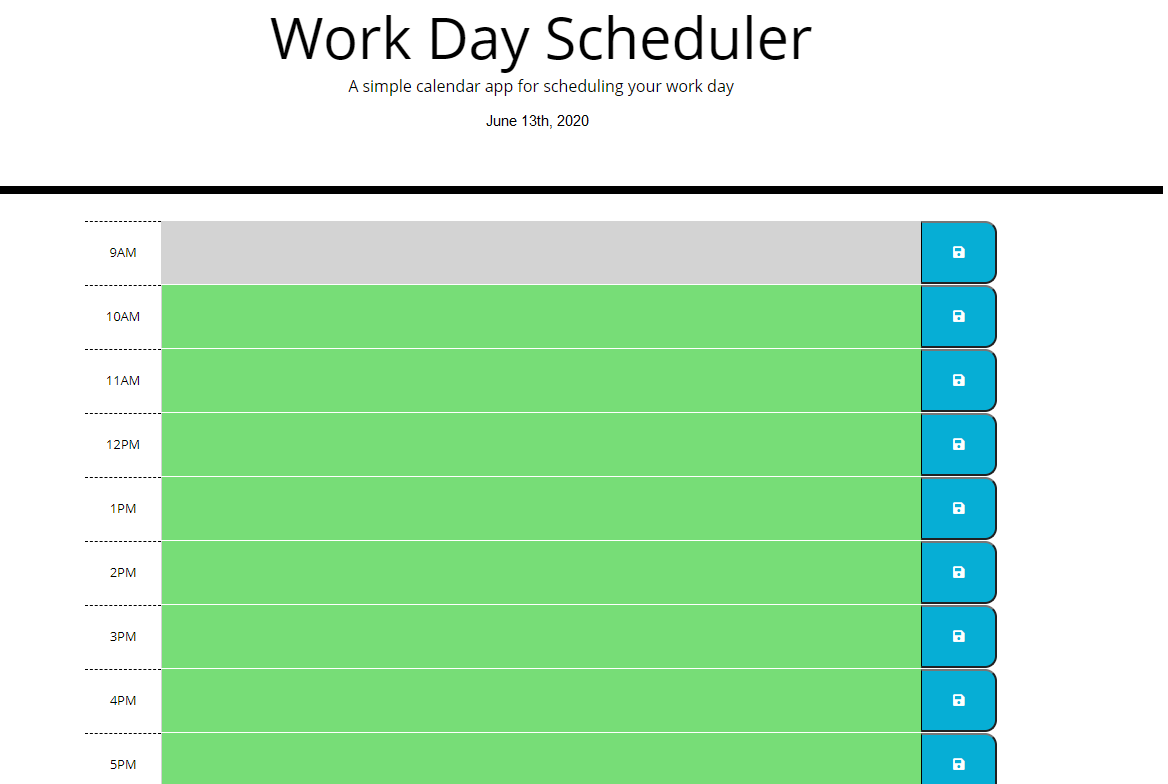 Work Day Scheduler
A simple calendar app for scheduling your work day
June 13th, 2020
9AM
10AM
11AM
12PM
1PM
2PM
3PM
4PM
5PM